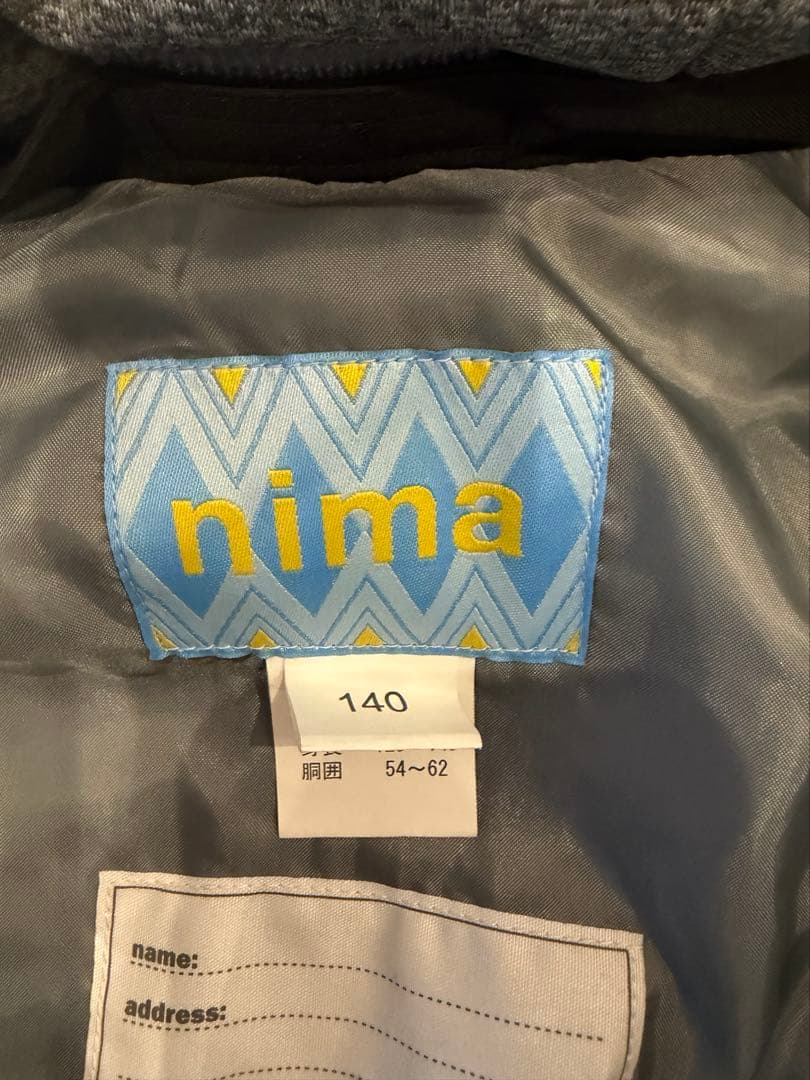 nima
140
胴囲 54～62
name:
address: